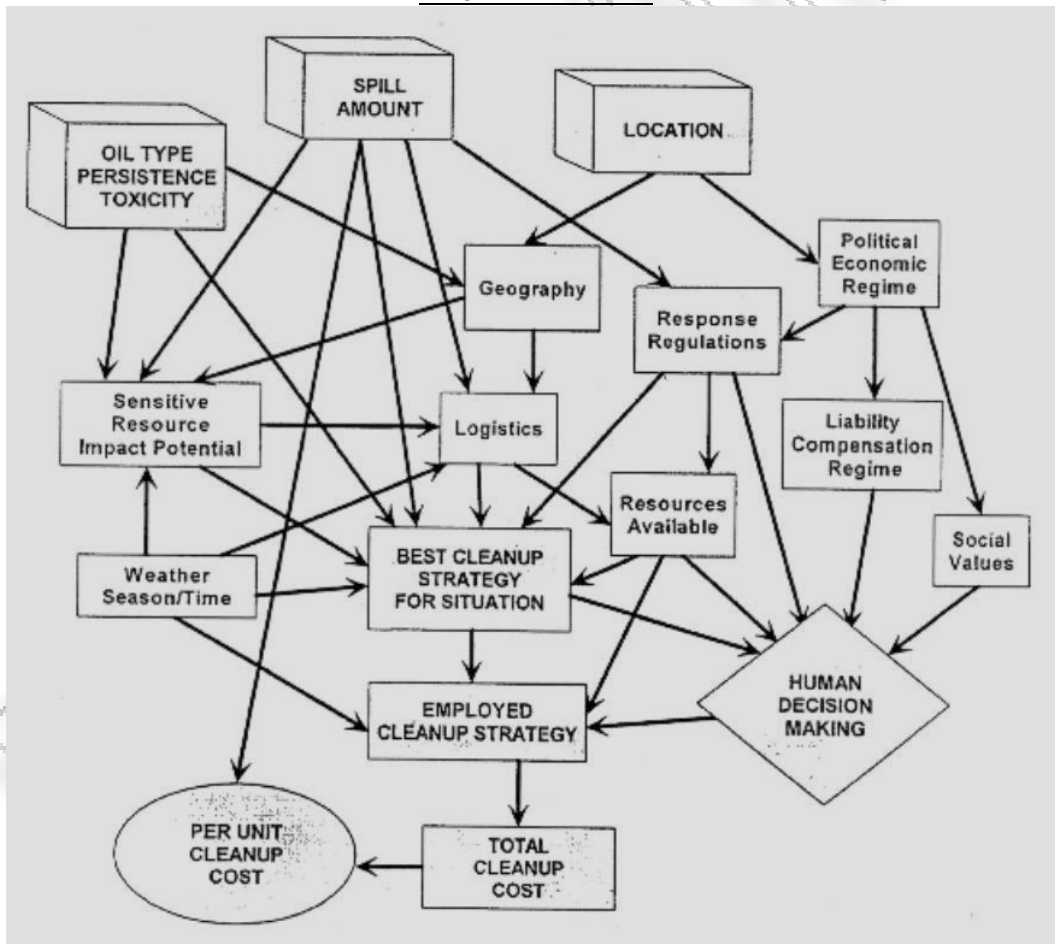 SPILL
AMOUNT
LOCATION
OIL TYPE
PERSISTENCE
TOXICITY
Political
Economic
Regime
Geography
Response
Regulations
Sensitive
Resource
Impact Potential
Logistics
Liability
Compensation
Regime
Resources
Available
Social
Values
Weather
Season/Time
BEST CLEANUP
STRATEGY
FOR SITUATION
HUMAN
DECISION
MAKING
EMPLOYED
CLEANUP STRATEGY
PER UNIT
CLEANUP
COST
TOTAL
CLEANUP
COST